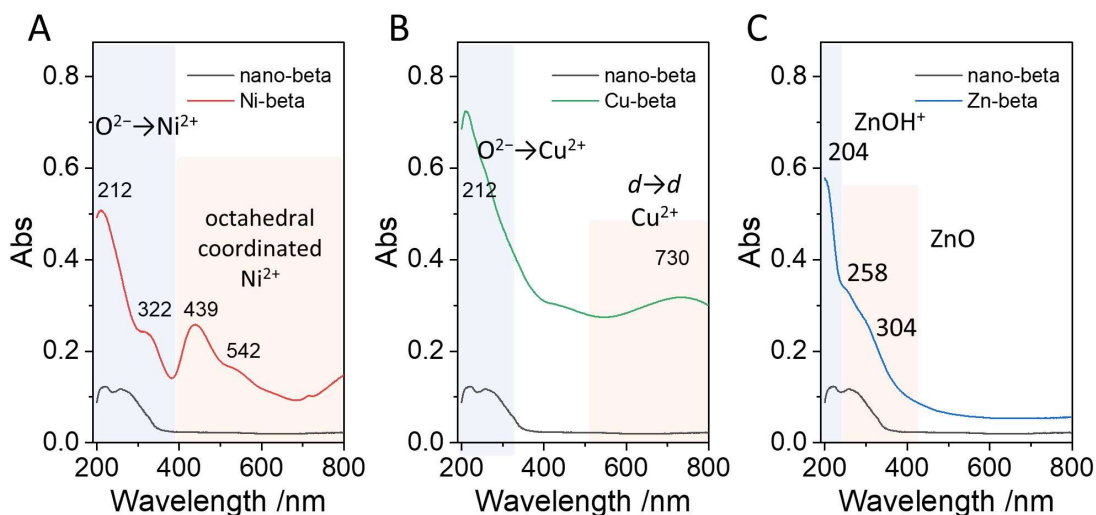 A
Abs
0.8
0.6
0.4
0.2
0.0
nano-beta
Ni-beta
O²⁻→Ni²⁺
212
322
439
542
octahedral
coordinated
Ni²⁺
200 400 600 800
Wavelength /nm
B
Abs
0.8
0.6
0.4
0.2
0.0
nano-beta
Cu-beta
O²⁻→Cu²⁺
212
d→d
Cu²⁺
730
200 400 600 800
Wavelength /nm
C
Abs
0.8
0.6
0.4
0.2
0.0
nano-beta
Zn-beta
ZnOH⁺
204
ZnO
258
304
200 400 600 800
Wavelength /nm